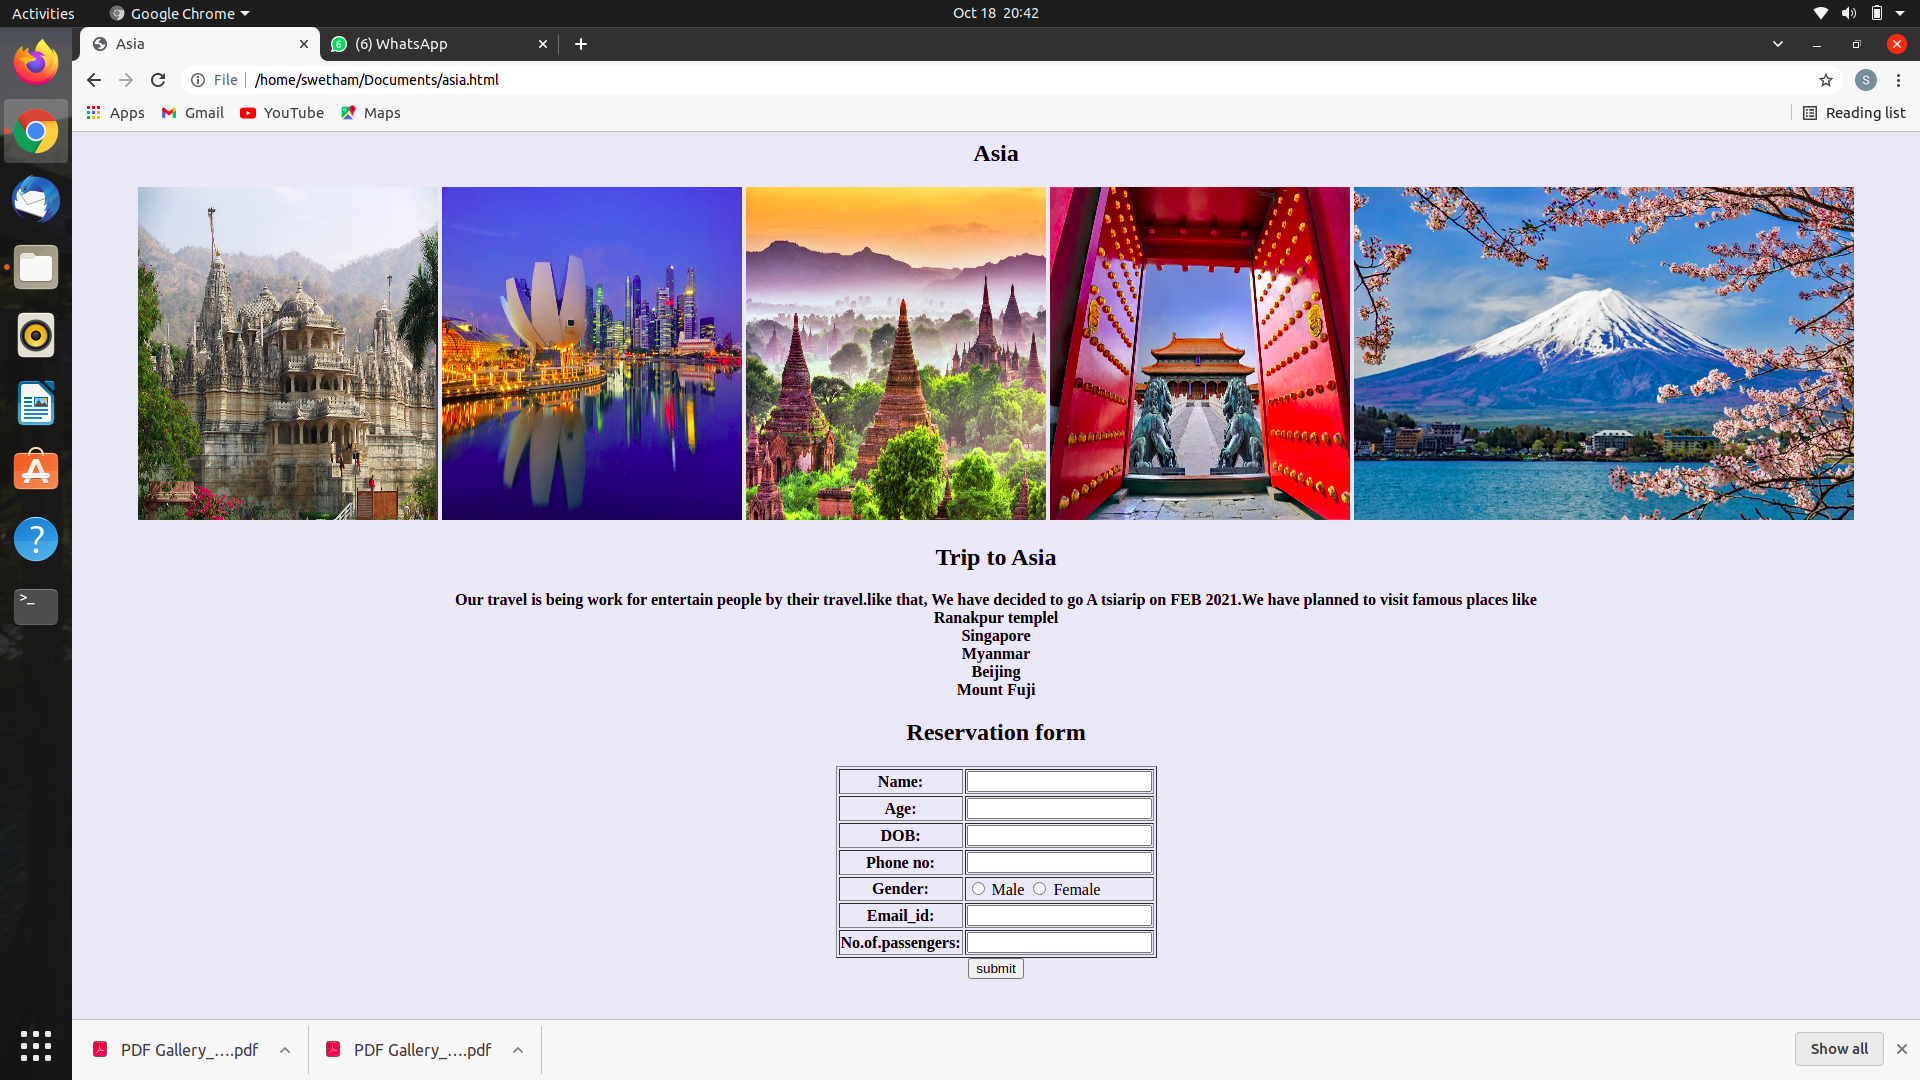 Activities
Google Chrome
Oct 18 20:42
Asia
(6) WhatsApp
File
/home/swetham/Documents/asia.html
S
Apps
Gmail
YouTube
Maps
Reading list
Asia
Trip to Asia
Our travel is being work for entertain people by their travel.like that, We have decided to go A tsiarip on FEB 2021.We have planned to visit famous places like
Ranakpur templel
Singapore
Myanmar
Beijing
Mount Fuji
Reservation form
Name:
Age:
DOB:
Phone no:
Gender: Male Female
Email_id:
No.of.passengers:
submit
PDF Gallery_….pdf
PDF Gallery_….pdf
Show all